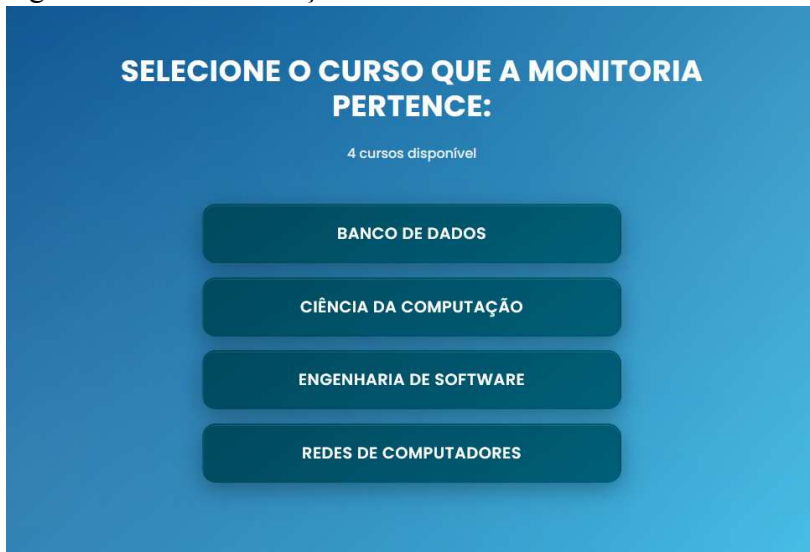 SELECIONE O CURSO QUE A MONITORIA
PERTENCE:
4 cursos disponível
BANCO DE DADOS
CIÊNCIA DA COMPUTAÇÃO
ENGENHARIA DE SOFTWARE
REDES DE COMPUTADORES